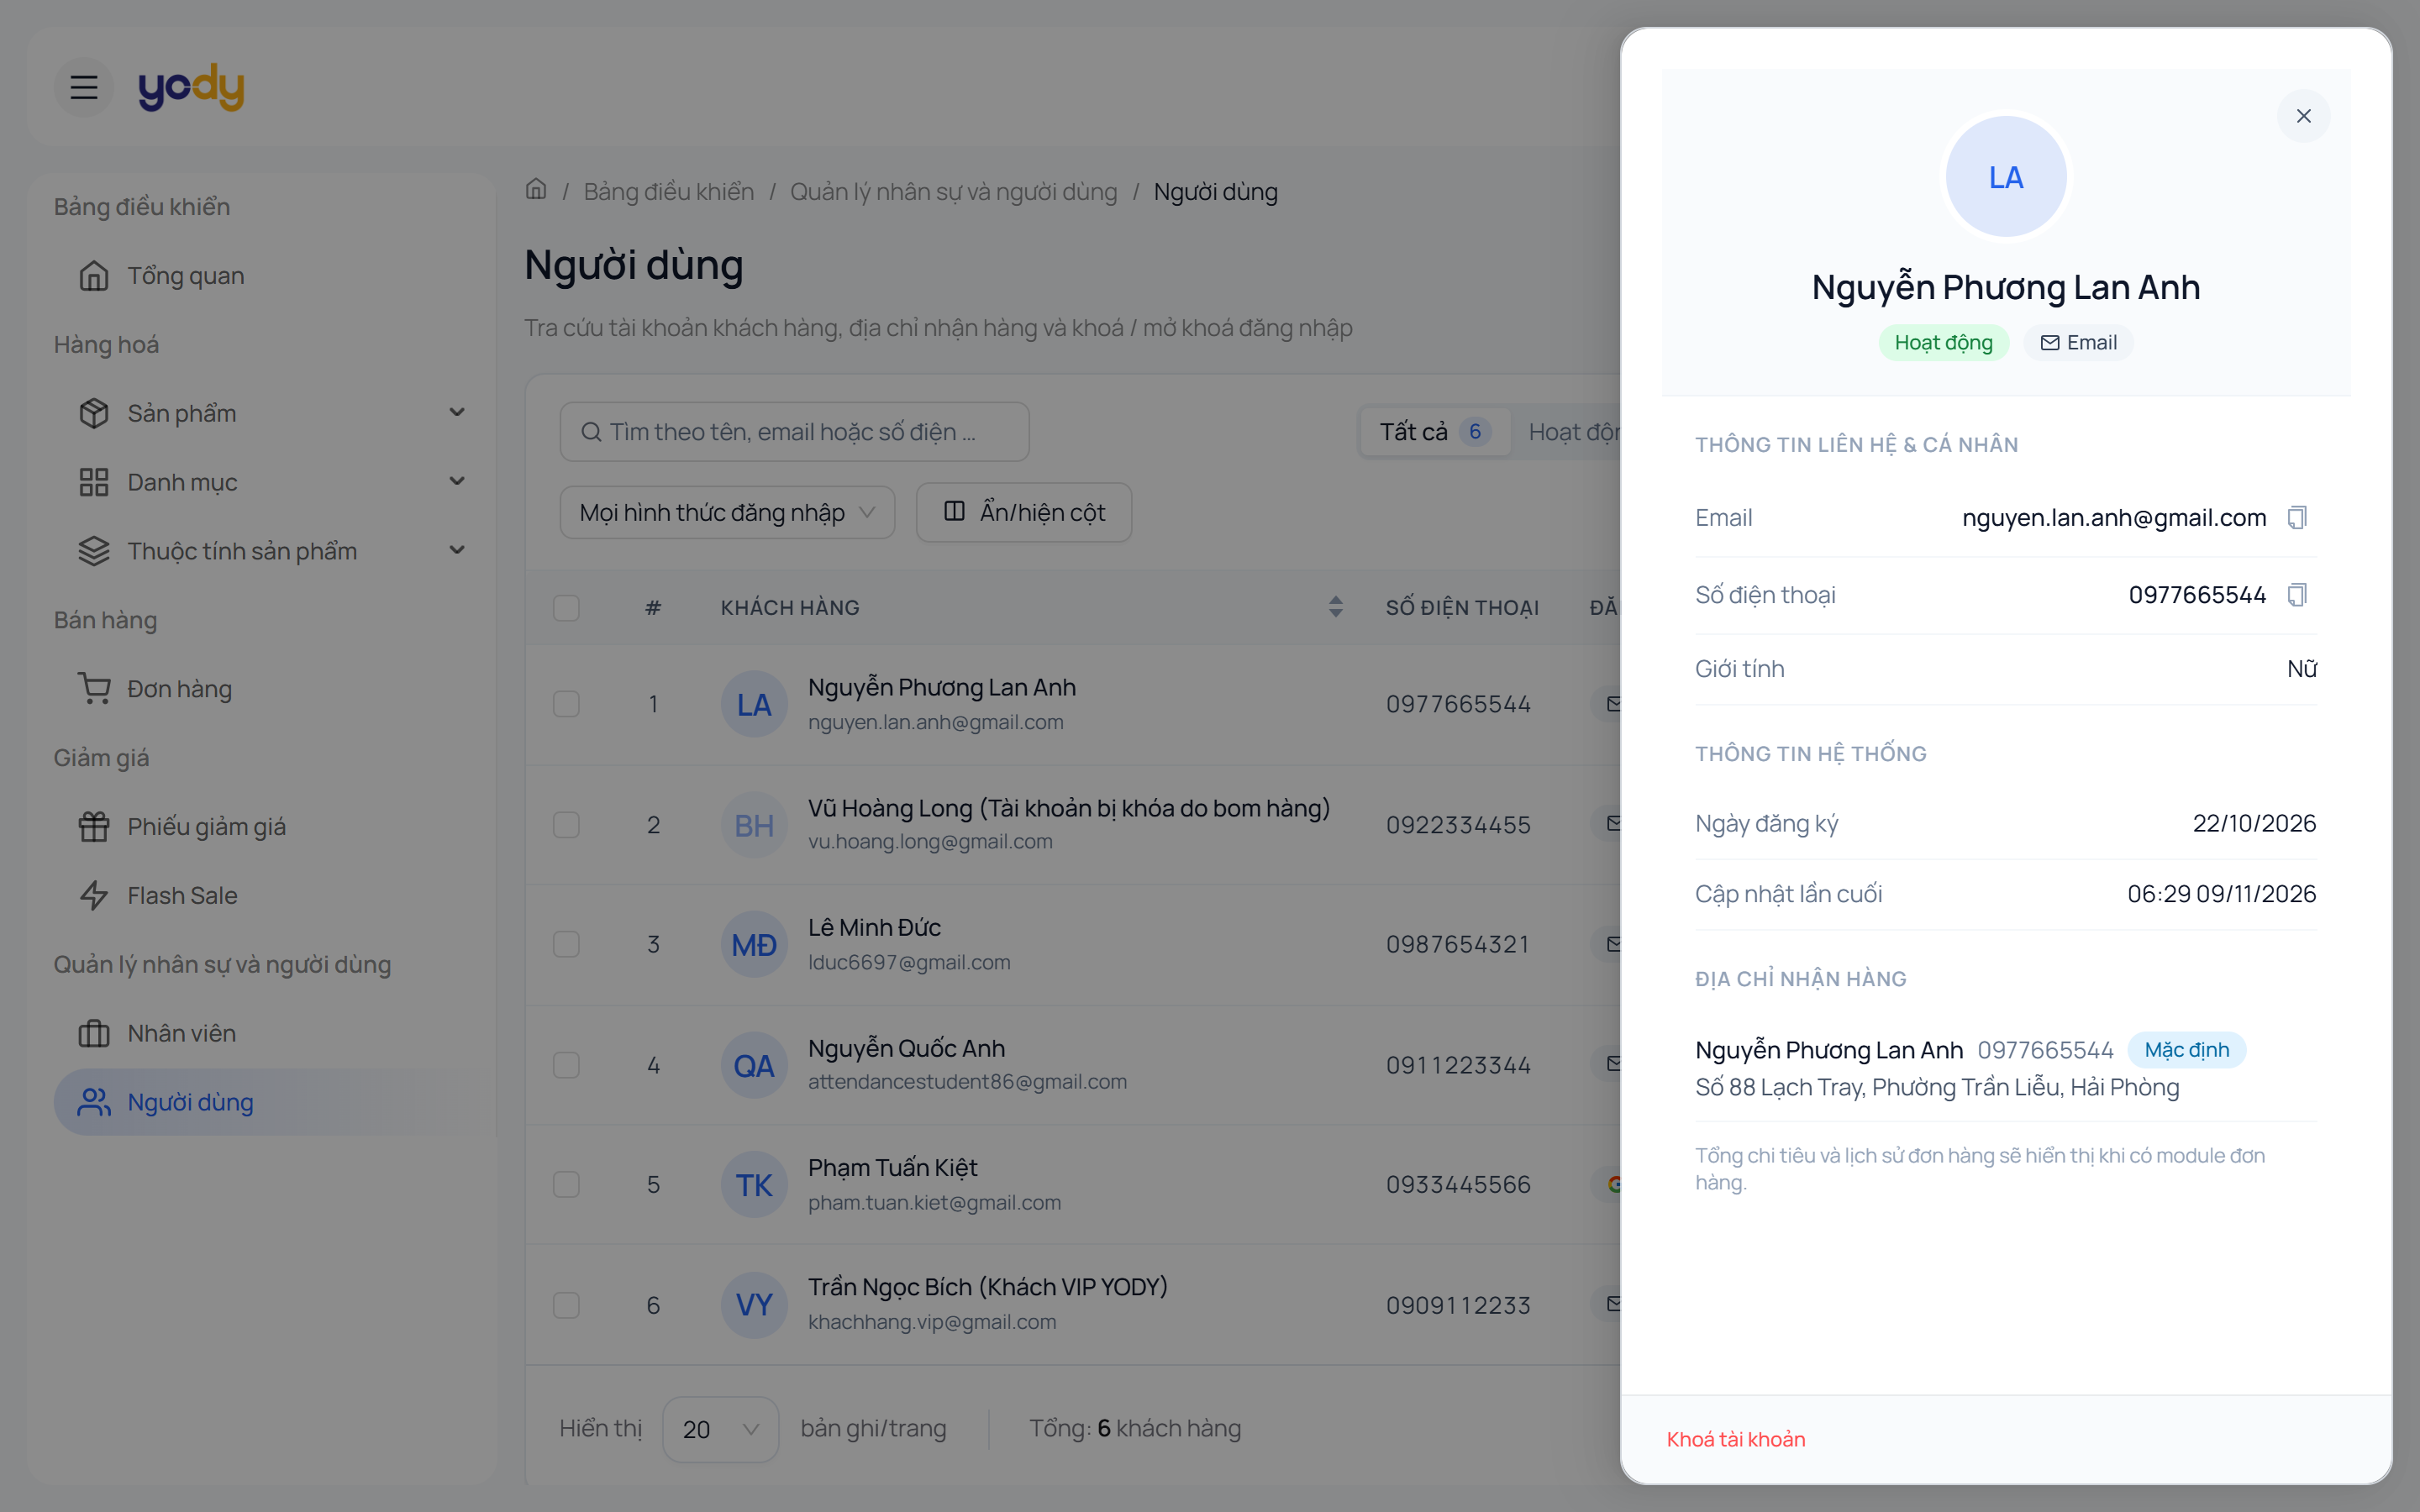 yody
Bảng điều khiển
Tổng quan
Hàng hoá
Sản phẩm
Danh mục
Thuộc tính sản phẩm
Bán hàng
Đơn hàng
Giảm giá
Phiếu giảm giá
Flash Sale
Quản lý nhân sự và người dùng
Nhân viên
Người dùng
/ Bảng điều khiển / Quản lý nhân sự và người dùng / Người dùng
Người dùng
Tra cứu tài khoản khách hàng, địa chỉ nhận hàng và khoá / mở khoá đăng nhập
Tìm theo tên, email hoặc số điện ...
Tất cả 6
Mọi hình thức đăng nhập
Ẩn/hiện cột
# KHÁCH HÀNG SỐ ĐIỆN THOẠI
1 LA Nguyễn Phương Lan Anh 0977665544
nguyen.lan.anh@gmail.com
2 BH Vũ Hoàng Long (Tài khoản bị khóa do bom hàng) 0922334455
vu.hoang.long@gmail.com
3 MĐ Lê Minh Đức 0987654321
lduc6697@gmail.com
4 QA Nguyễn Quốc Anh 0911223344
attendancestudent86@gmail.com
5 TK Phạm Tuấn Kiệt 0933445566
pham.tuan.kiet@gmail.com
6 VY Trần Ngọc Bích (Khách VIP YODY) 0909112233
khachhang.vip@gmail.com
Hiển thị 20 bản ghi/trang Tổng: 6 khách hàng
LA
Nguyễn Phương Lan Anh
Hoạt động Email
THÔNG TIN LIÊN HỆ & CÁ NHÂN
Email nguyen.lan.anh@gmail.com
Số điện thoại 0977665544
Giới tính Nữ
THÔNG TIN HỆ THỐNG
Ngày đăng ký 22/10/2026
Cập nhật lần cuối 06:29 09/11/2026
ĐỊA CHỈ NHẬN HÀNG
Nguyễn Phương Lan Anh 0977665544 Mặc định
Số 88 Lạch Tray, Phường Trần Liễu, Hải Phòng
Tổng chi tiêu và lịch sử đơn hàng sẽ hiển thị khi có module đơn
hàng.
Khoá tài khoản